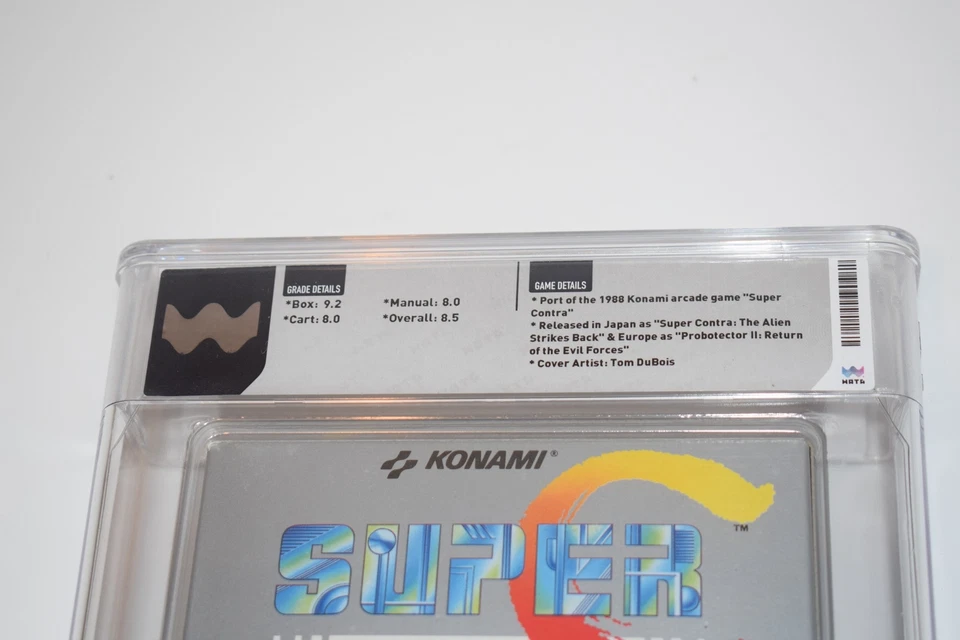 GRADE DETAILS
*Box: 9.2
*Manual: 8.0
*Cart: 8.0
*Overall: 8.5
GAME DETAILS
* Port of the 1988 Konami arcade game "Super
Contra"
* Released in Japan as "Super Contra: The Alien
Strikes Back" & Europe as "Probotector II: Return
of the Evil Forces"
* Cover Artist: Tom DuBois
WATA
KONAMI®
SUPER C™